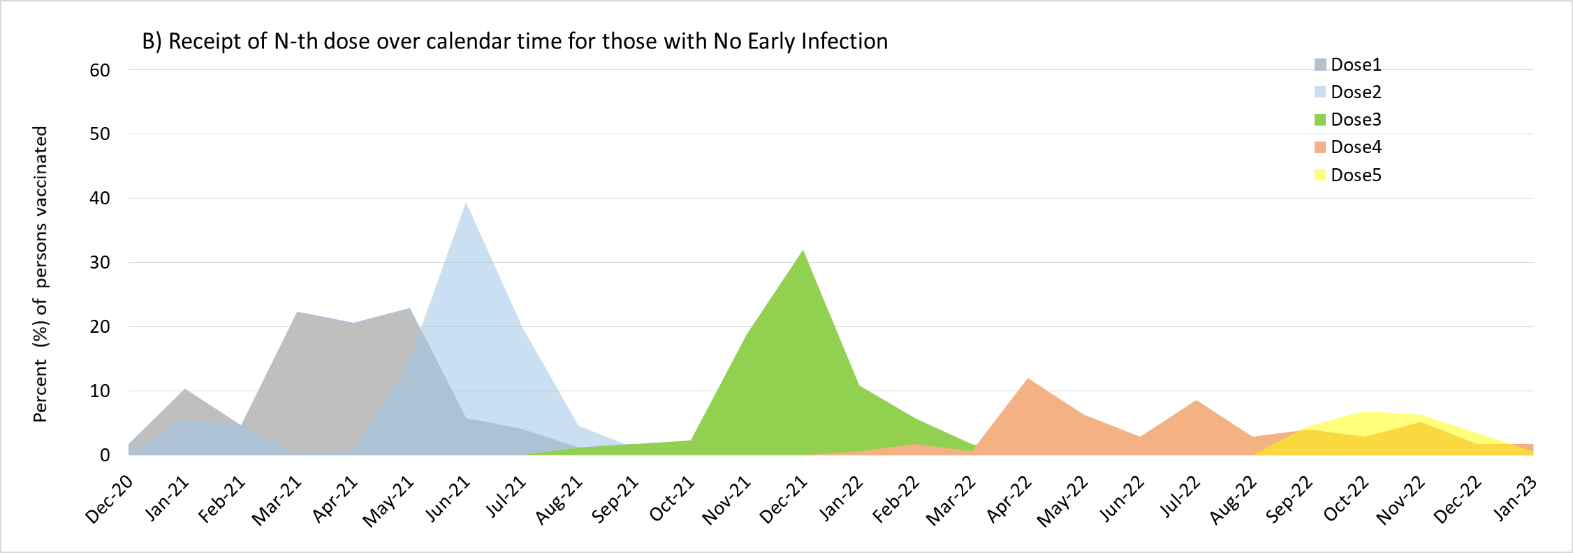 B) Receipt of N-th dose over calendar time for those with No Early Infection
Dose1
Dose2
Dose3
Dose4
Dose5
Percent (%) of persons vaccinated
60
50
40
30
20
10
0
Dec-20
Jan-21
Feb-21
Mar-21
Apr-21
May-21
Jun-21
Jul-21
Aug-21
Sep-21
Oct-21
Nov-21
Dec-21
Jan-22
Feb-22
Mar-22
Apr-22
May-22
Jun-22
Jul-22
Aug-22
Sep-22
Oct-22
Nov-22
Dec-22
Jan-23